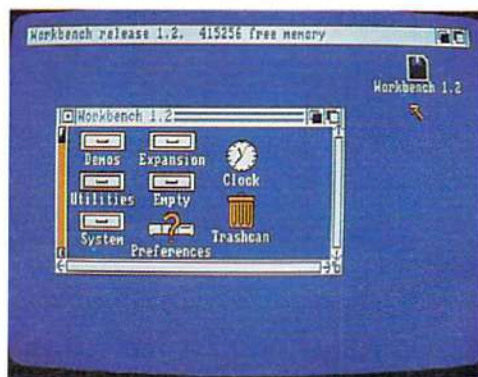 Workbench release 1.2.  415256 free memory
Workbench 1.2
Workbench 1.2
Demos Expansion
Clock
Utilities Empty
System
Preferences
Trashcan